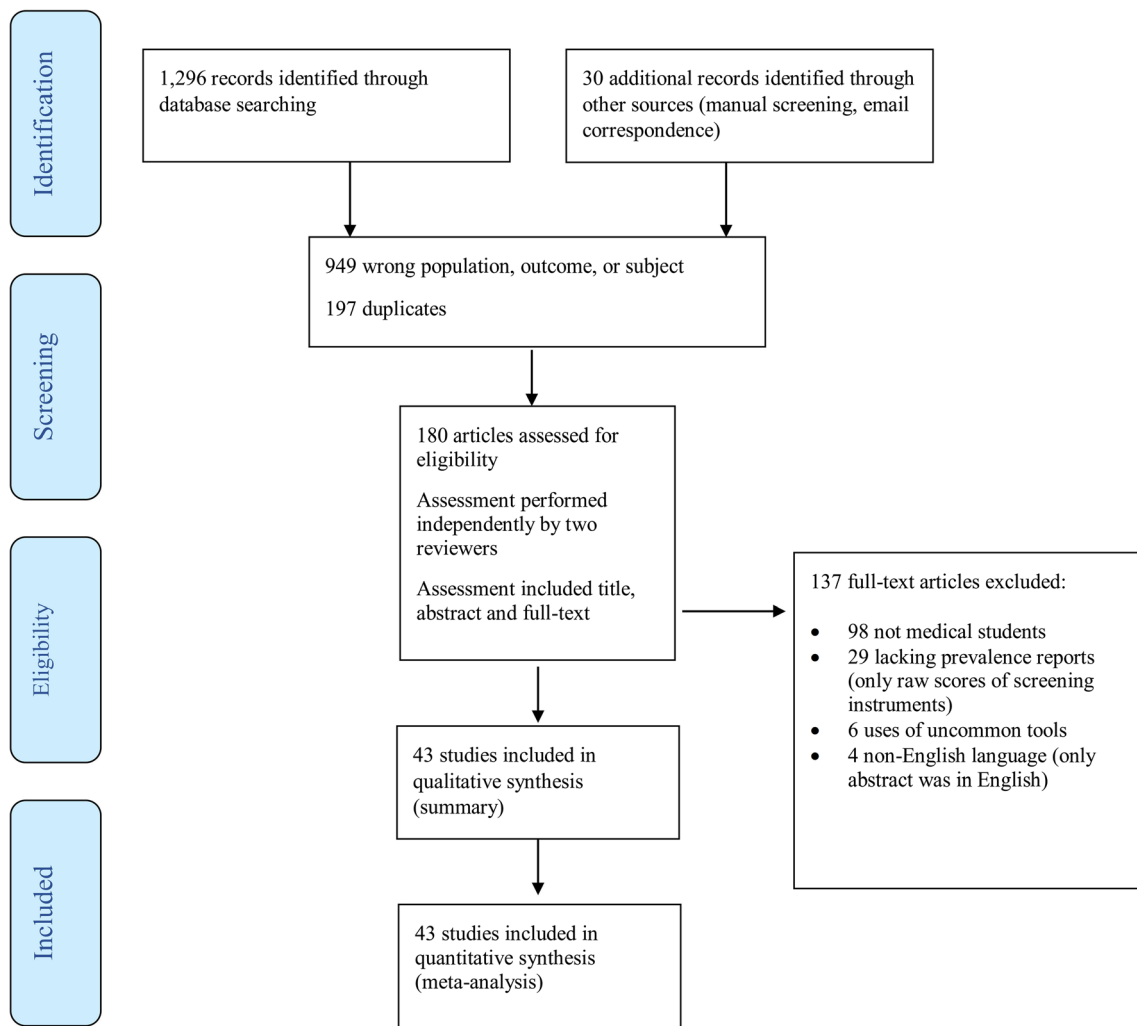 Identification
1,296 records identified through
database searching
30 additional records identified through
other sources (manual screening, email
correspondence)
949 wrong population, outcome, or subject
197 duplicates
Screening
180 articles assessed for
eligibility
Assessment performed
independently by two
reviewers
Assessment included title,
abstract and full-text
Eligibility
137 full-text articles excluded:
• 98 not medical students
• 29 lacking prevalence reports
(only raw scores of screening
instruments)
• 6 uses of uncommon tools
• 4 non-English language (only
abstract was in English)
43 studies included in
qualitative synthesis
(summary)
Included
43 studies included in
quantitative synthesis
(meta-analysis)